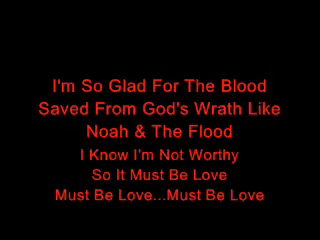 I'm So Glad For The Blood
Saved From God's Wrath Like
Noah & The Flood
I Know I'm Not Worthy
So It Must Be Love
Must Be Love...Must Be Love